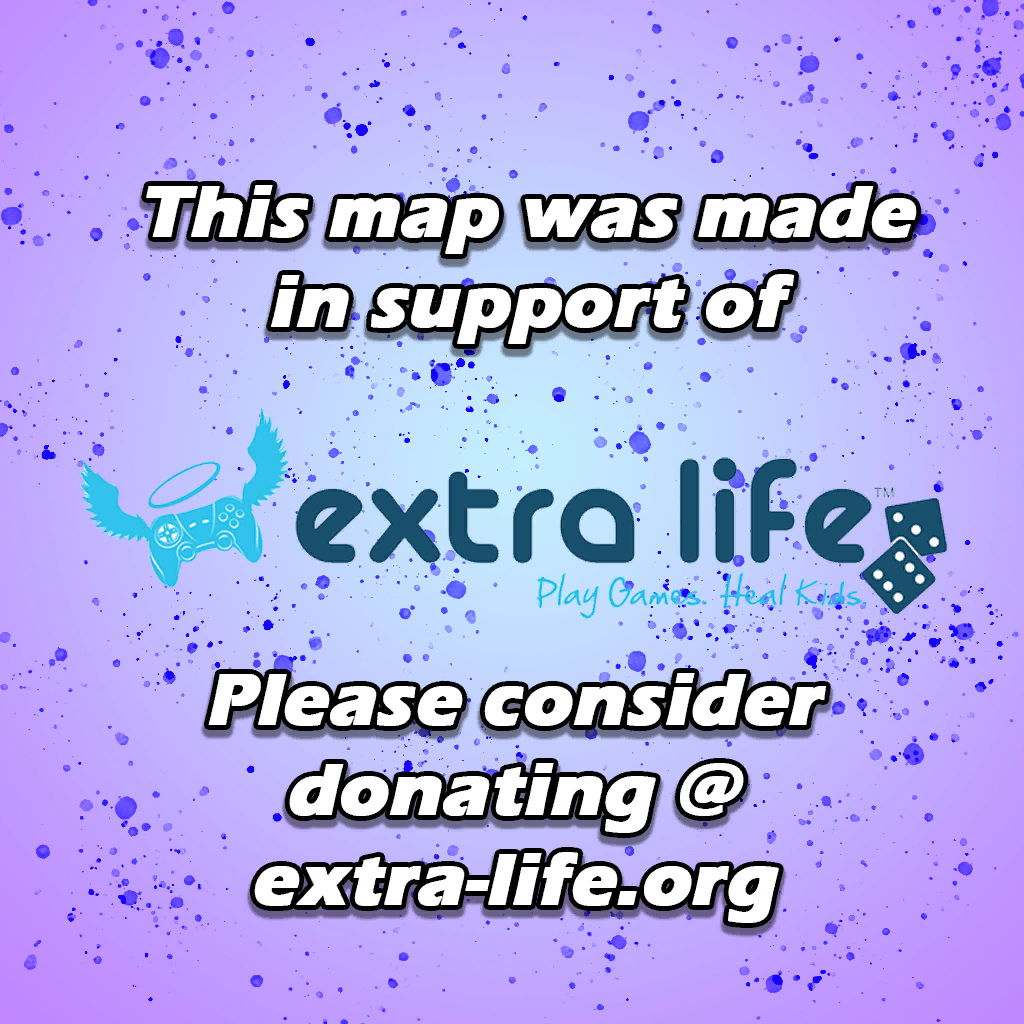 This map was made
in support of
extra life™
Play Games. Heal Kids.
Please consider
donating @
extra-life.org